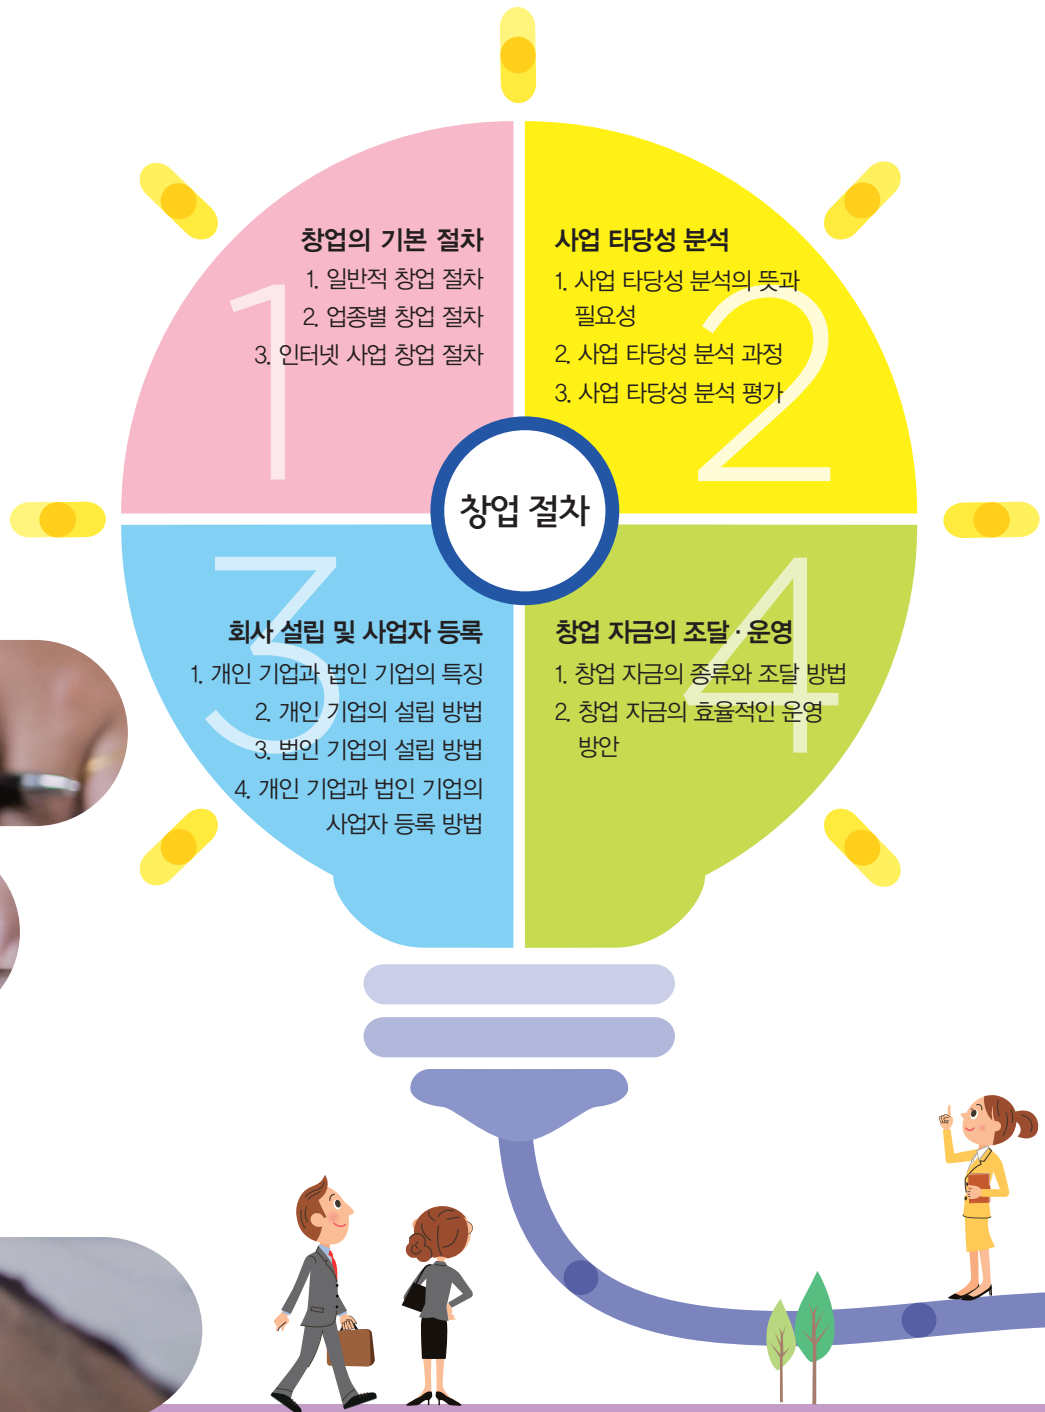 1
창업의 기본 절차
1. 일반적 창업 절차
2. 업종별 창업 절차
3. 인터넷 사업 창업 절차
2
사업 타당성 분석
1. 사업 타당성 분석의 뜻과
필요성
2. 사업 타당성 분석 과정
3. 사업 타당성 분석 평가
창업 절차
3
회사 설립 및 사업자 등록
1. 개인 기업과 법인 기업의 특징
2. 개인 기업의 설립 방법
3. 법인 기업의 설립 방법
4. 개인 기업과 법인 기업의
사업자 등록 방법
4
창업 자금의 조달·운영
1. 창업 자금의 종류와 조달 방법
2. 창업 자금의 효율적인 운영
방안